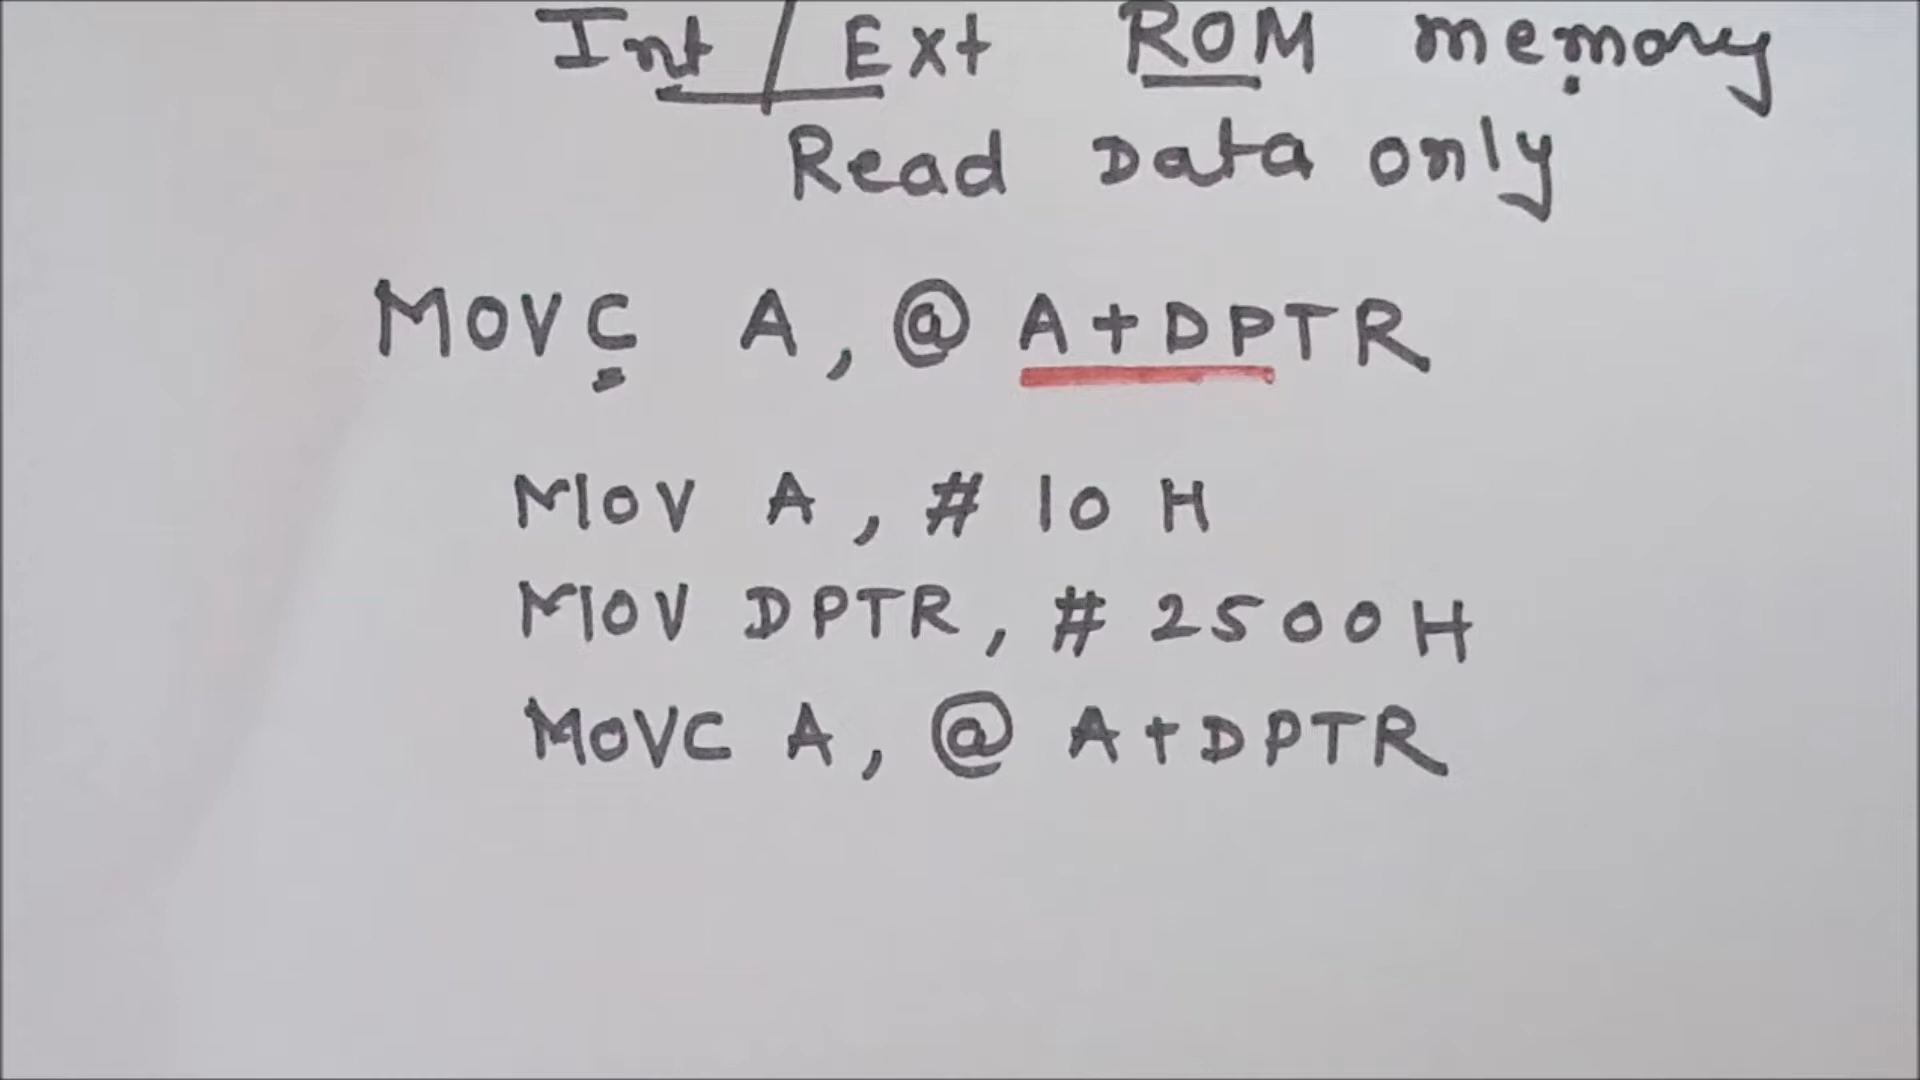 Int / Ext ROM memory
Read Data only
MOVC A, @ A+DPTR
MOV A, # 10 H
MOV DPTR, # 2500H
MOVC A, @ A+DPTR